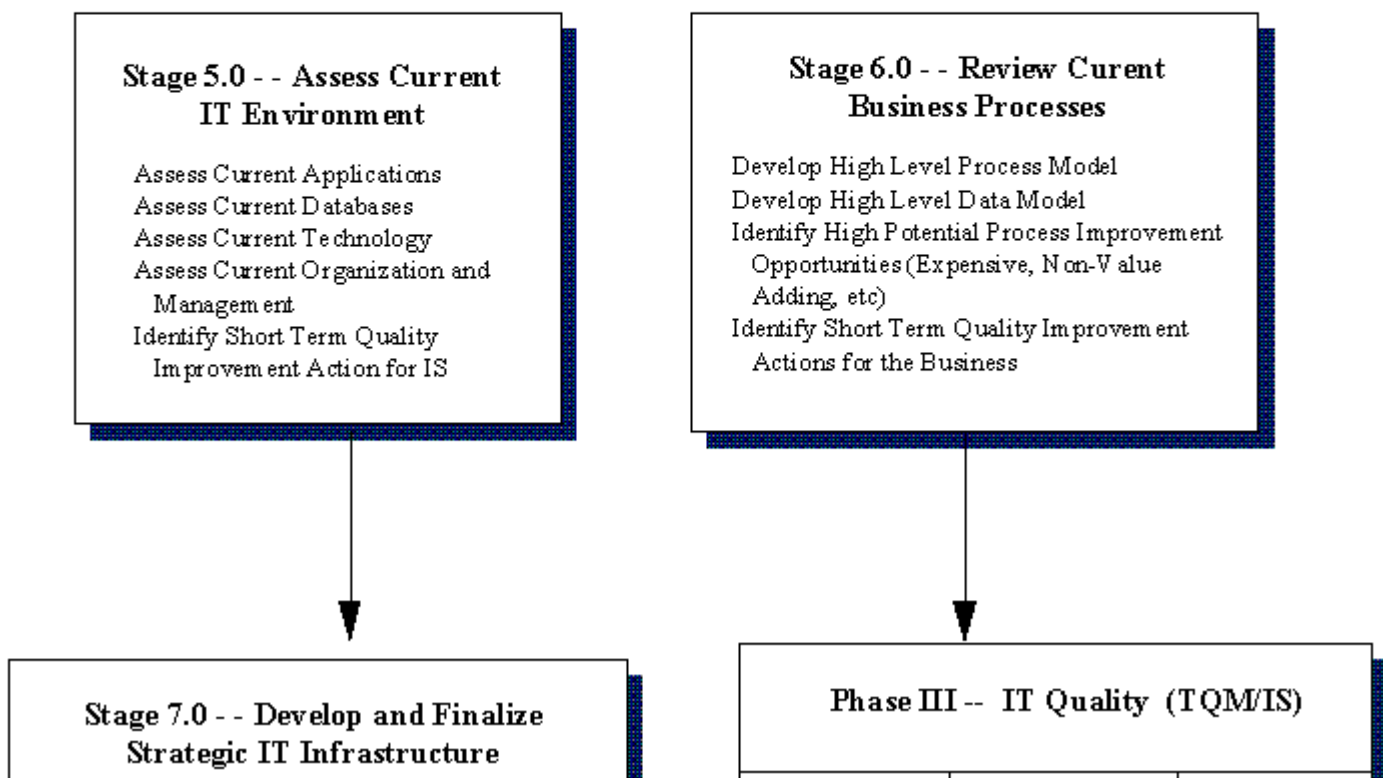 Stage 5.0 - - Assess Current
IT Environment
Assess Current Applications
Assess Current Databases
Assess Current Technology
Assess Current Organization and
Management
Identify Short Term Quality
Improvement Action for IS
Stage 6.0 - - Review Curent
Business Processes
Develop High Level Process Model
Develop High Level Data Model
Identify High Potential Process Improvement
Opportunities (Expensive, Non-Value
Adding, etc)
Identify Short Term Quality Improvement
Actions for the Business
Stage 7.0 - - Develop and Finalize
Strategic IT Infrastructure
Phase III -- IT Quality (TQM/IS)